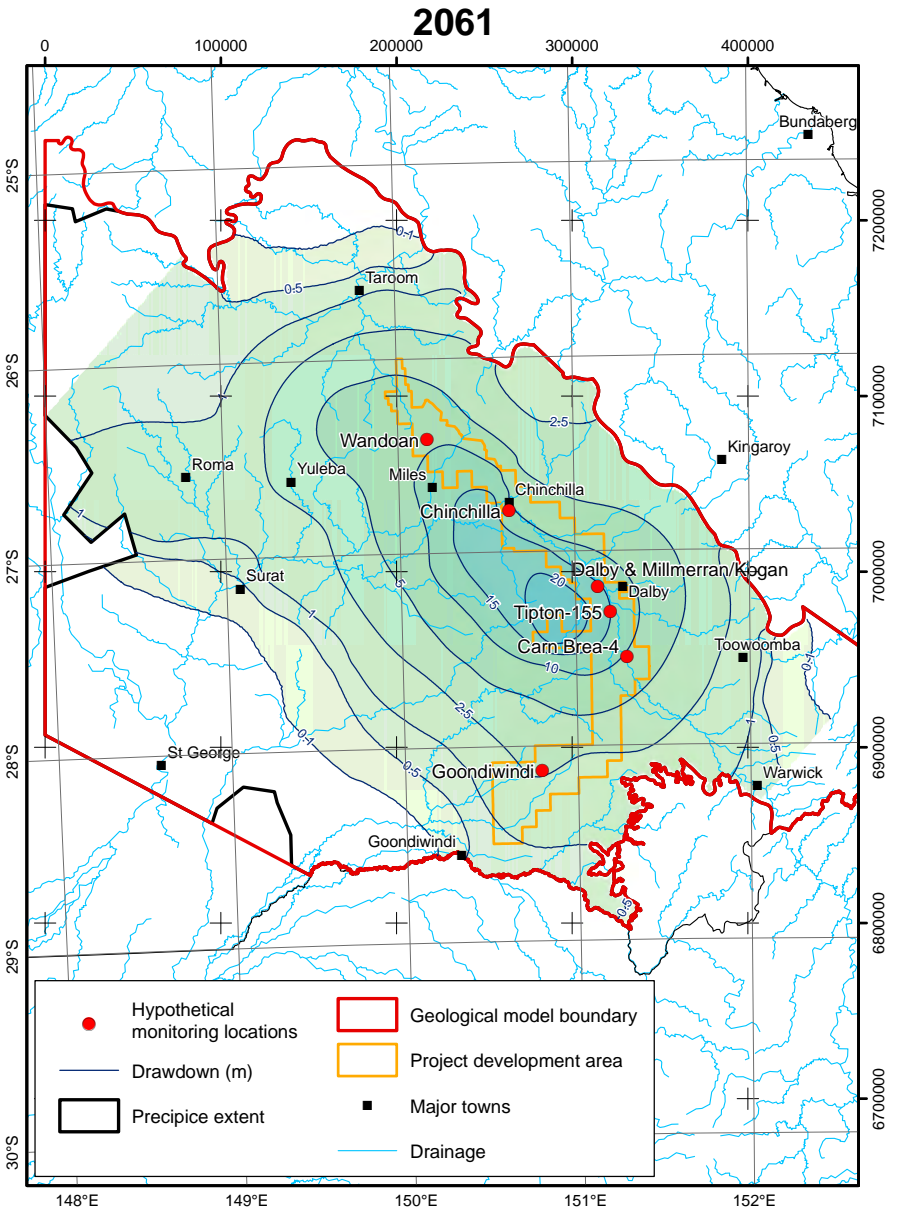 2061
0
100000
200000
300000
400000
Bundaberg
25°S
7200000
0.1
Taroom
0.5
26°S
7100000
1
2.5
Wandoan
Kingaroy
Roma
Yuleba
Miles
Chinchilla
Chinchilla
1
27°S
7000000
Dalby & Millmerran/Kogan
Surat
5
20
Dalby
15
1
Tipton-155
Carn Brea-4
Toowoomba
10
0.1
2.5
1
0.1
0.5
28°S
6900000
St George
0.5
Goondiwindi
Warwick
Goondiwindi
0.5
6800000
29°S
Hypothetical
monitoring locations
Drawdown (m)
Precipice extent
Geological model boundary
Project development area
Major towns
Drainage
6700000
30°S
148°E
149°E
150°E
151°E
152°E